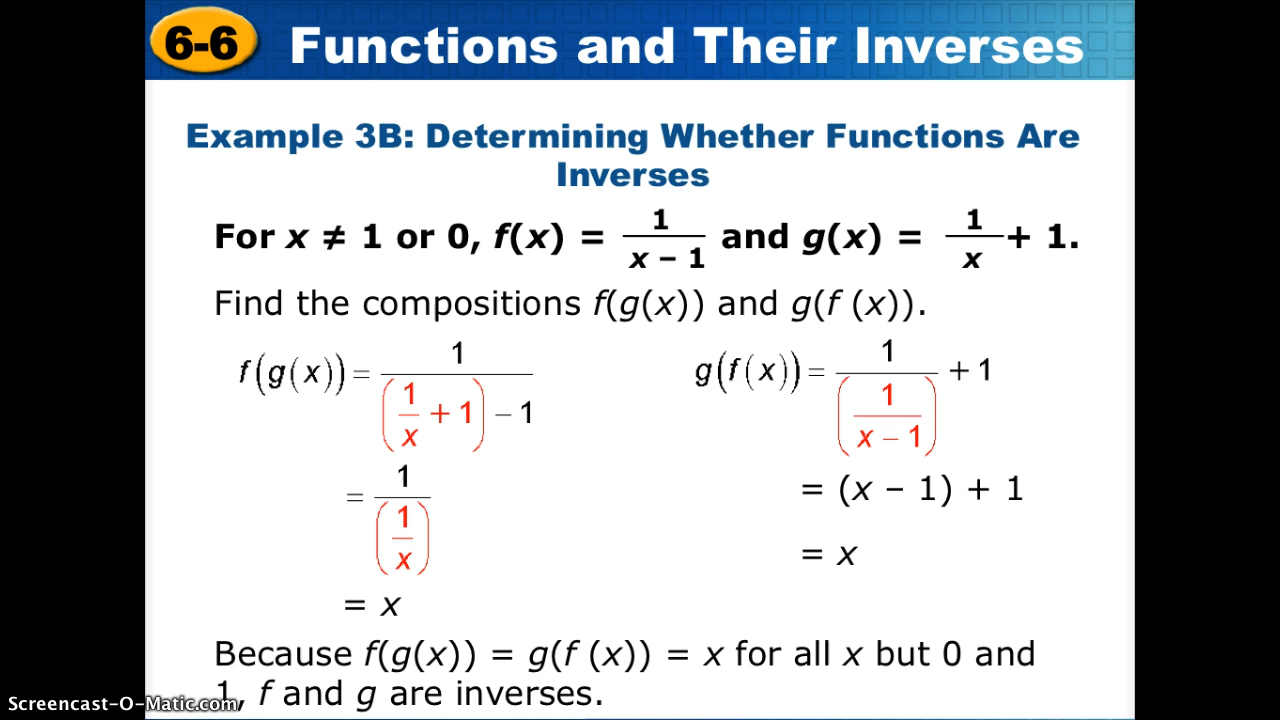 6-6 Functions and Their Inverses
Example 3B: Determining Whether Functions Are
Inverses
For x ≠ 1 or 0, f(x) = 1/(x – 1) and g(x) = 1/x + 1.
Find the compositions f(g(x)) and g(f (x)).
f(g(x)) = 1/((1/x + 1) – 1)
= 1/(1/x)
= x
g(f(x)) = 1/(1/(x – 1)) + 1
= (x – 1) + 1
= x
Because f(g(x)) = g(f (x)) = x for all x but 0 and
1, f and g are inverses.
Screencast-O-Matic.com